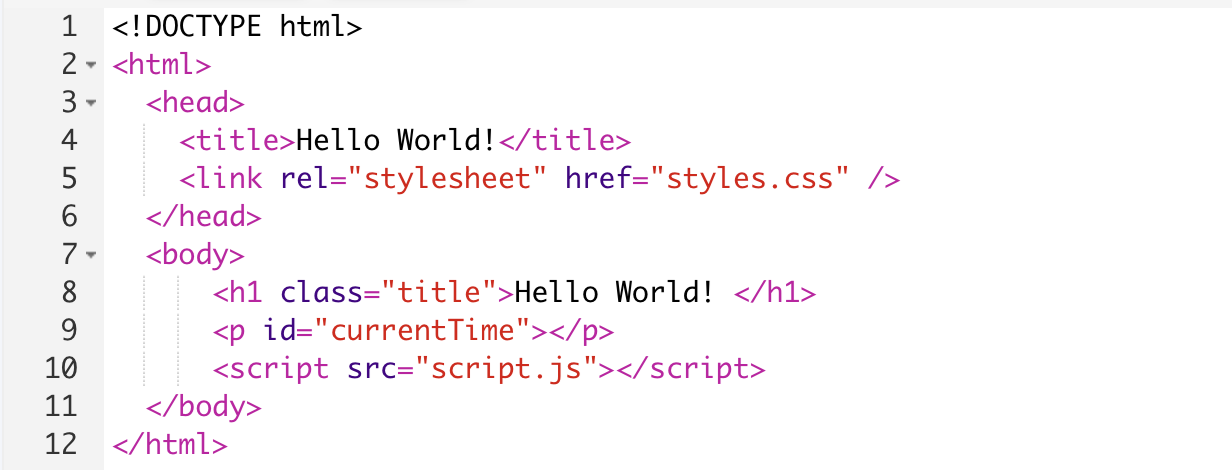 1 <!DOCTYPE html>
2 <html>
3   <head>
4     <title>Hello World!</title>
5     <link rel="stylesheet" href="styles.css" />
6   </head>
7   <body>
8       <h1 class="title">Hello World! </h1>
9       <p id="currentTime"></p>
10       <script src="script.js"></script>
11   </body>
12 </html>